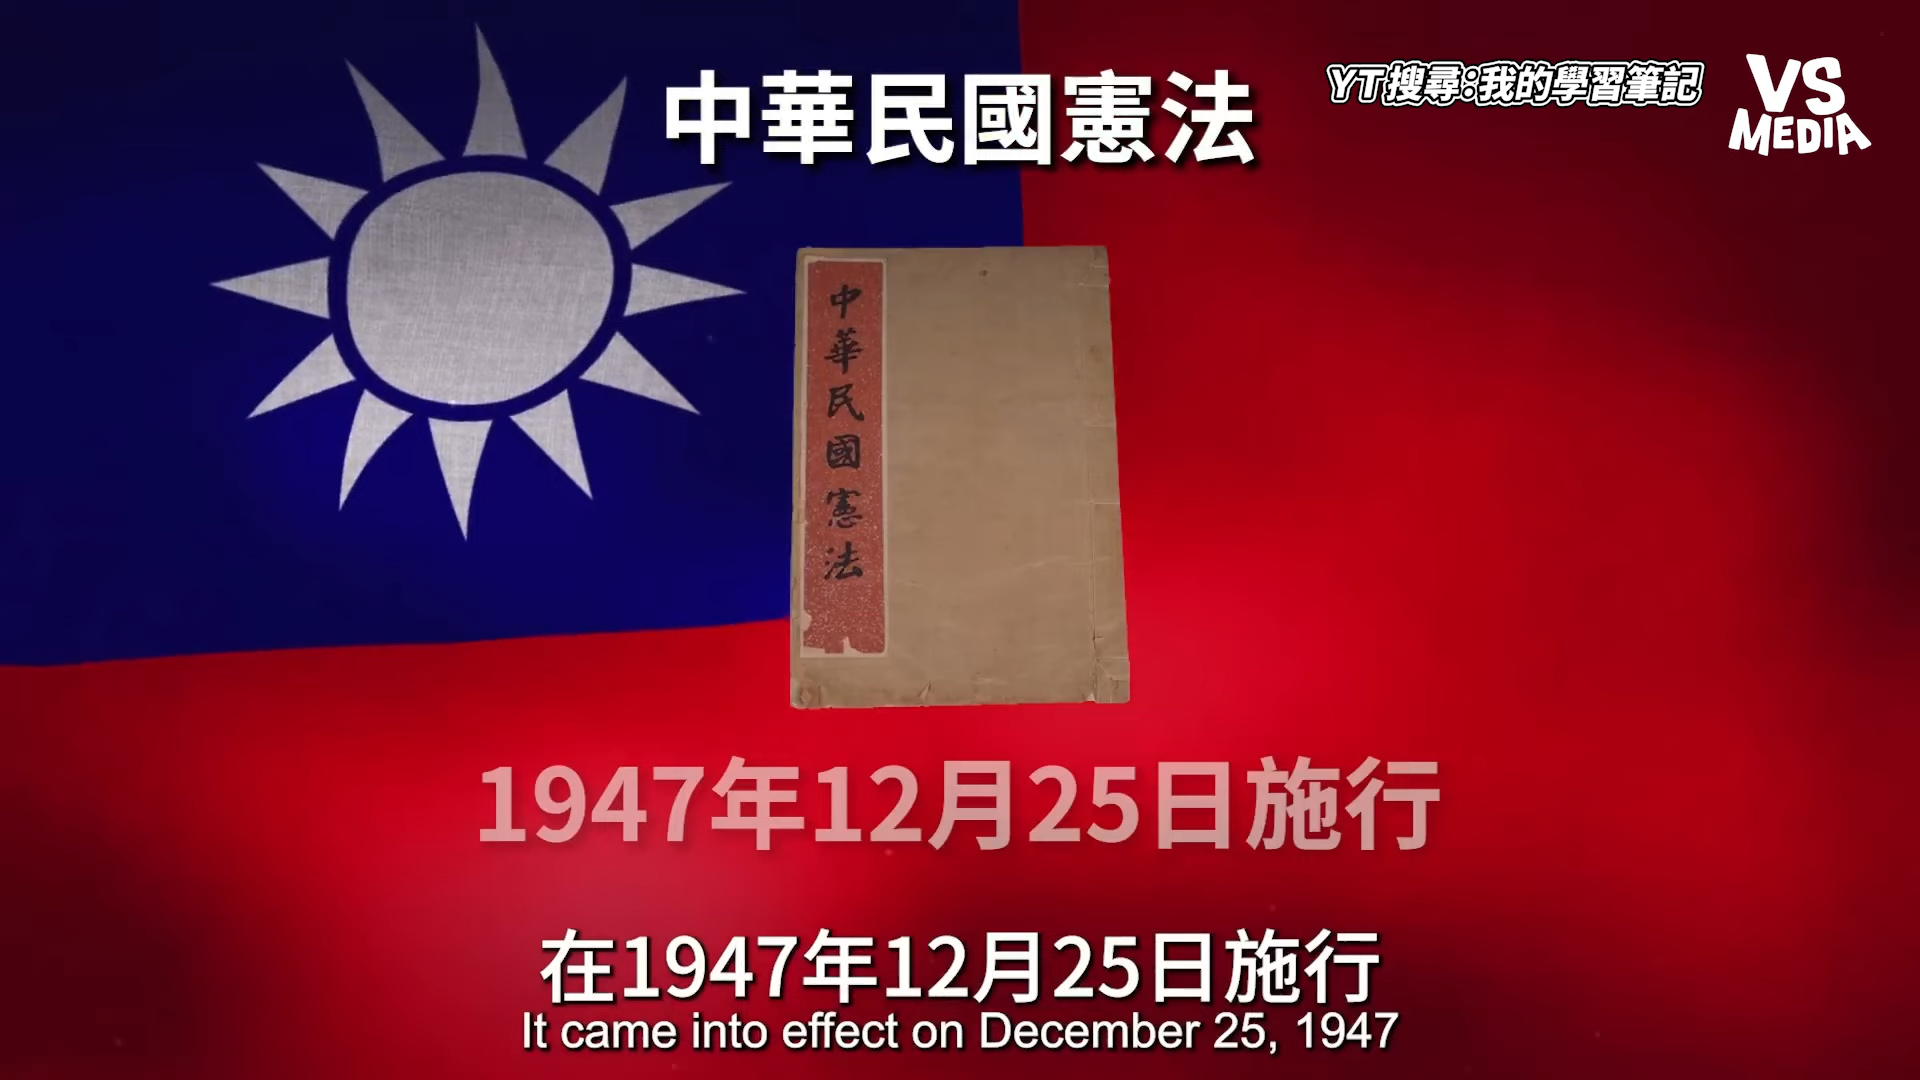 中華民國憲法
YT搜尋:我的學習筆記
VS
MEDIA
中華民國憲法
1947年12月25日施行
在1947年12月25日施行
It came into effect on December 25, 1947